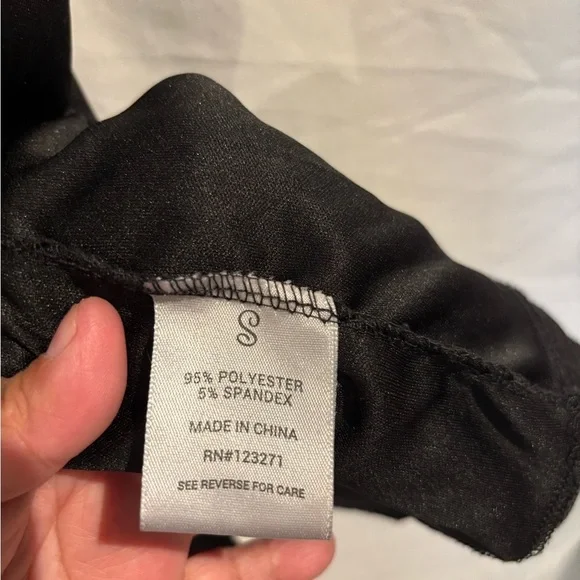 S
95% POLYESTER
5% SPANDEX
MADE IN CHINA
RN#123271
SEE REVERSE FOR CARE